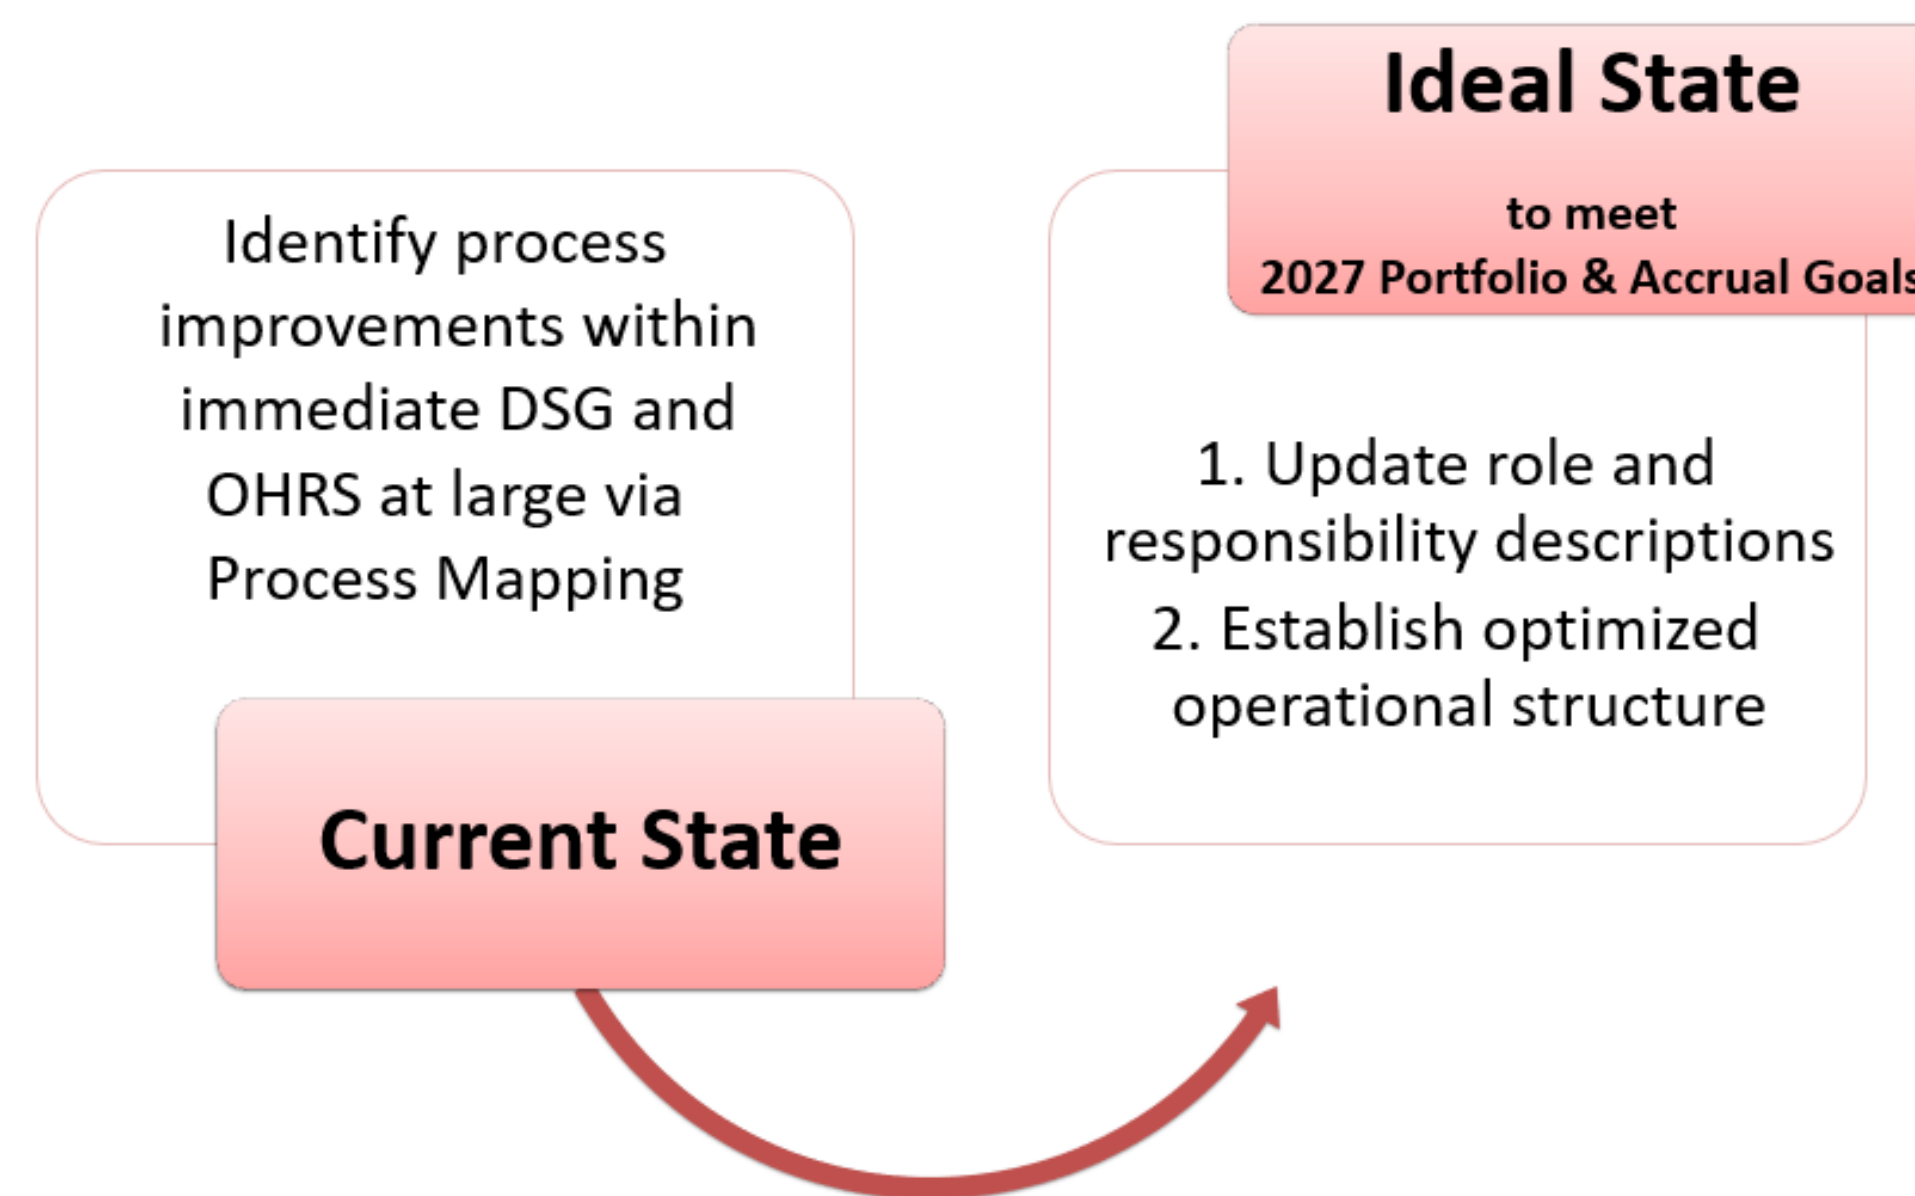 Identify process
improvements within
immediate DSG and
OHRS at large via
Process Mapping
Current State
Ideal State
to meet
2027 Portfolio & Accrual Goals
1. Update role and
responsibility descriptions
2. Establish optimized
operational structure